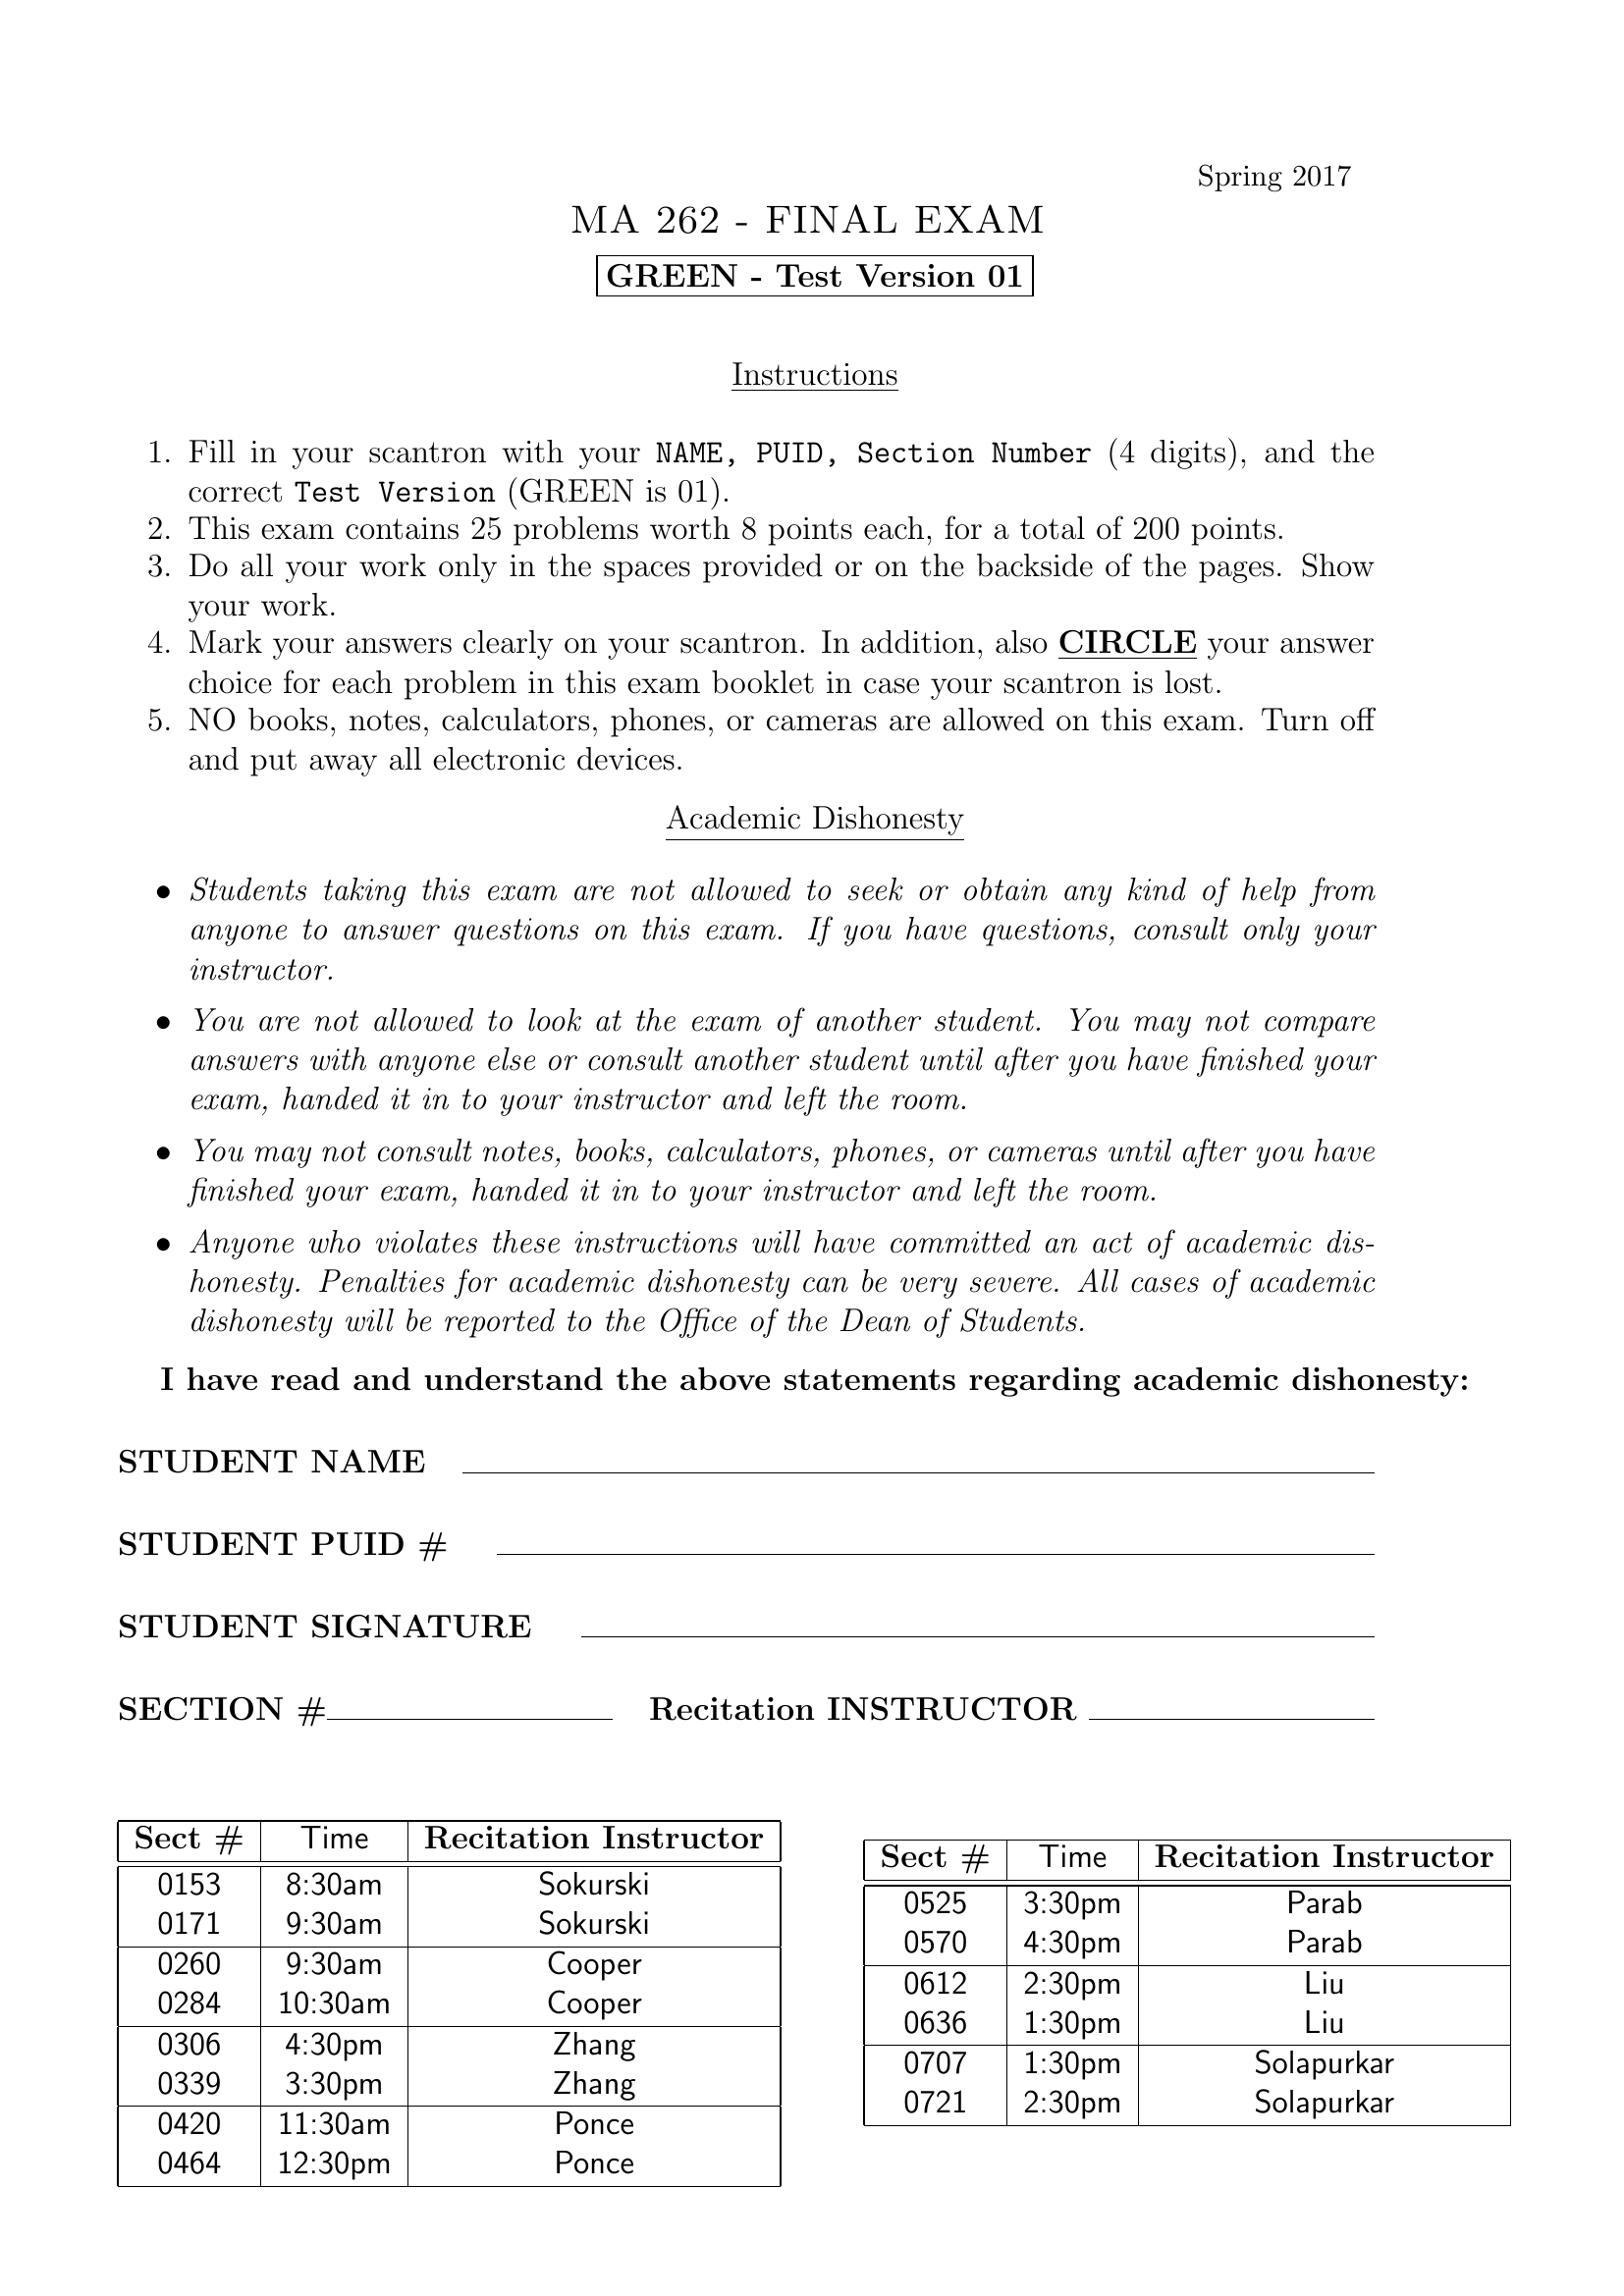 Spring 2017
MA 262 - FINAL EXAM
GREEN - Test Version 01
Instructions
1. Fill in your scantron with your NAME, PUID, Section Number (4 digits), and the
correct Test Version (GREEN is 01).
2. This exam contains 25 problems worth 8 points each, for a total of 200 points.
3. Do all your work only in the spaces provided or on the backside of the pages. Show
your work.
4. Mark your answers clearly on your scantron. In addition, also CIRCLE your answer
choice for each problem in this exam booklet in case your scantron is lost.
5. NO books, notes, calculators, phones, or cameras are allowed on this exam. Turn off
and put away all electronic devices.
Academic Dishonesty
• Students taking this exam are not allowed to seek or obtain any kind of help from
anyone to answer questions on this exam. If you have questions, consult only your
instructor.
• You are not allowed to look at the exam of another student. You may not compare
answers with anyone else or consult another student until after you have finished your
exam, handed it in to your instructor and left the room.
• You may not consult notes, books, calculators, phones, or cameras until after you have
finished your exam, handed it in to your instructor and left the room.
• Anyone who violates these instructions will have committed an act of academic dis-
honesty. Penalties for academic dishonesty can be very severe. All cases of academic
dishonesty will be reported to the Office of the Dean of Students.
I have read and understand the above statements regarding academic dishonesty:
STUDENT NAME
STUDENT PUID #
STUDENT SIGNATURE
SECTION # Recitation INSTRUCTOR
Sect # Time Recitation Instructor
0153 8:30am Sokurski
0171 9:30am Sokurski
0260 9:30am Cooper
0284 10:30am Cooper
0306 4:30pm Zhang
0339 3:30pm Zhang
0420 11:30am Ponce
0464 12:30pm Ponce
Sect # Time Recitation Instructor
0525 3:30pm Parab
0570 4:30pm Parab
0612 2:30pm Liu
0636 1:30pm Liu
0707 1:30pm Solapurkar
0721 2:30pm Solapurkar